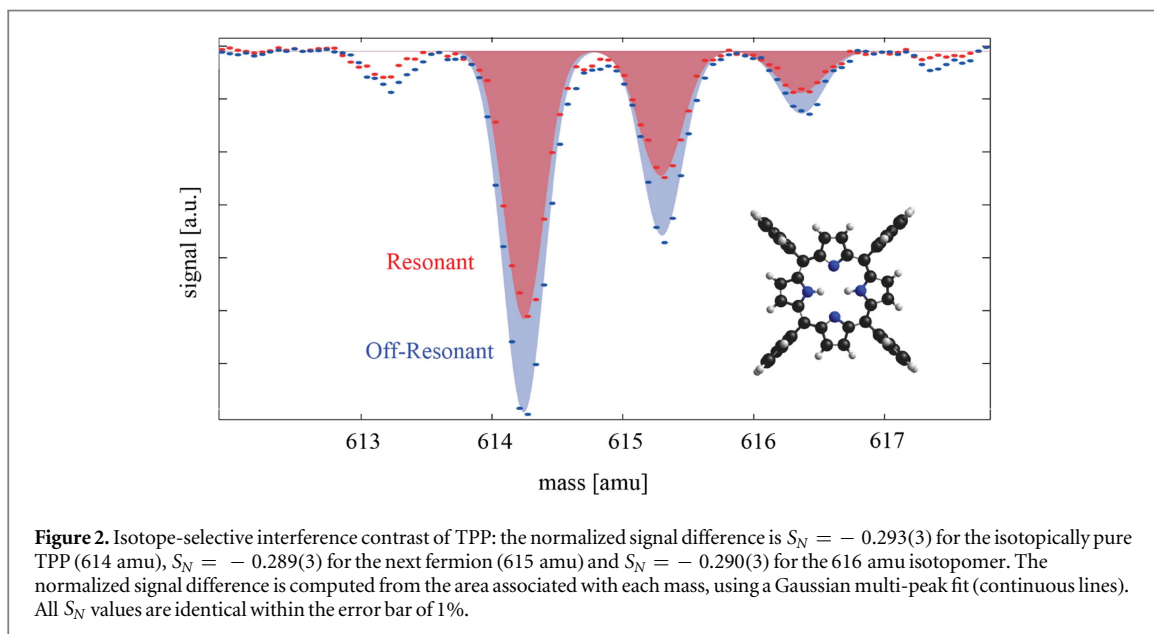 signal [a.u.]
Resonant
Off-Resonant
613 614 615 616 617
mass [amu]
Figure 2. Isotope-selective interference contrast of TPP: the normalized signal difference is S_N = − 0.293(3) for the isotopically pure
TPP (614 amu), S_N = − 0.289(3) for the next fermion (615 amu) and S_N = − 0.290(3) for the 616 amu isotopomer. The
normalized signal difference is computed from the area associated with each mass, using a Gaussian multi-peak fit (continuous lines).
All S_N values are identical within the error bar of 1%.